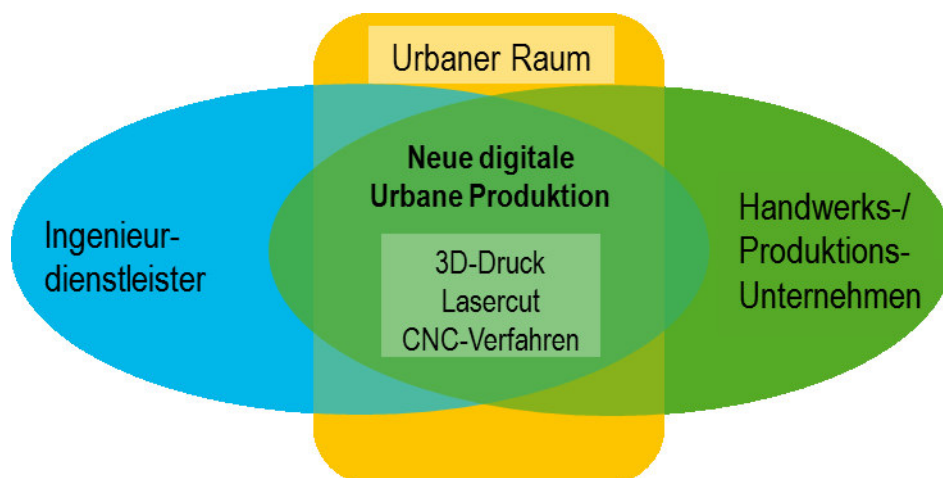 Urbaner Raum
Neue digitale
Urbane Produktion
Ingenieur-
dienstleister
3D-Druck
Lasercut
CNC-Verfahren
Handwerks-/
Produktions-
Unternehmen